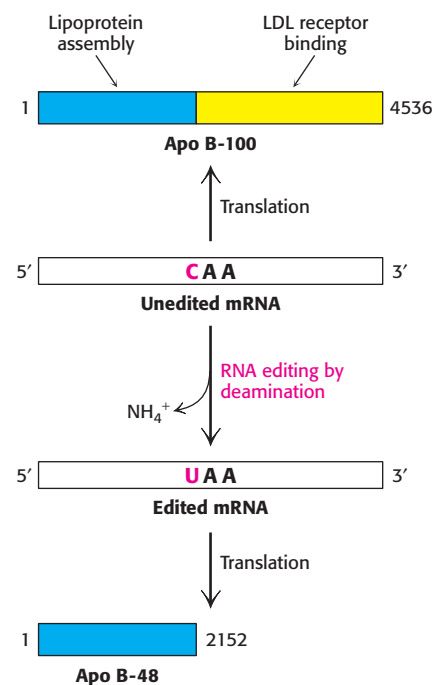 Lipoprotein
assembly
LDL receptor
binding
1
4536
Apo B-100
Translation
5′ CAA 3′
Unedited mRNA
RNA editing by
deamination
NH₄⁺
5′ UAA 3′
Edited mRNA
Translation
1
2152
Apo B-48